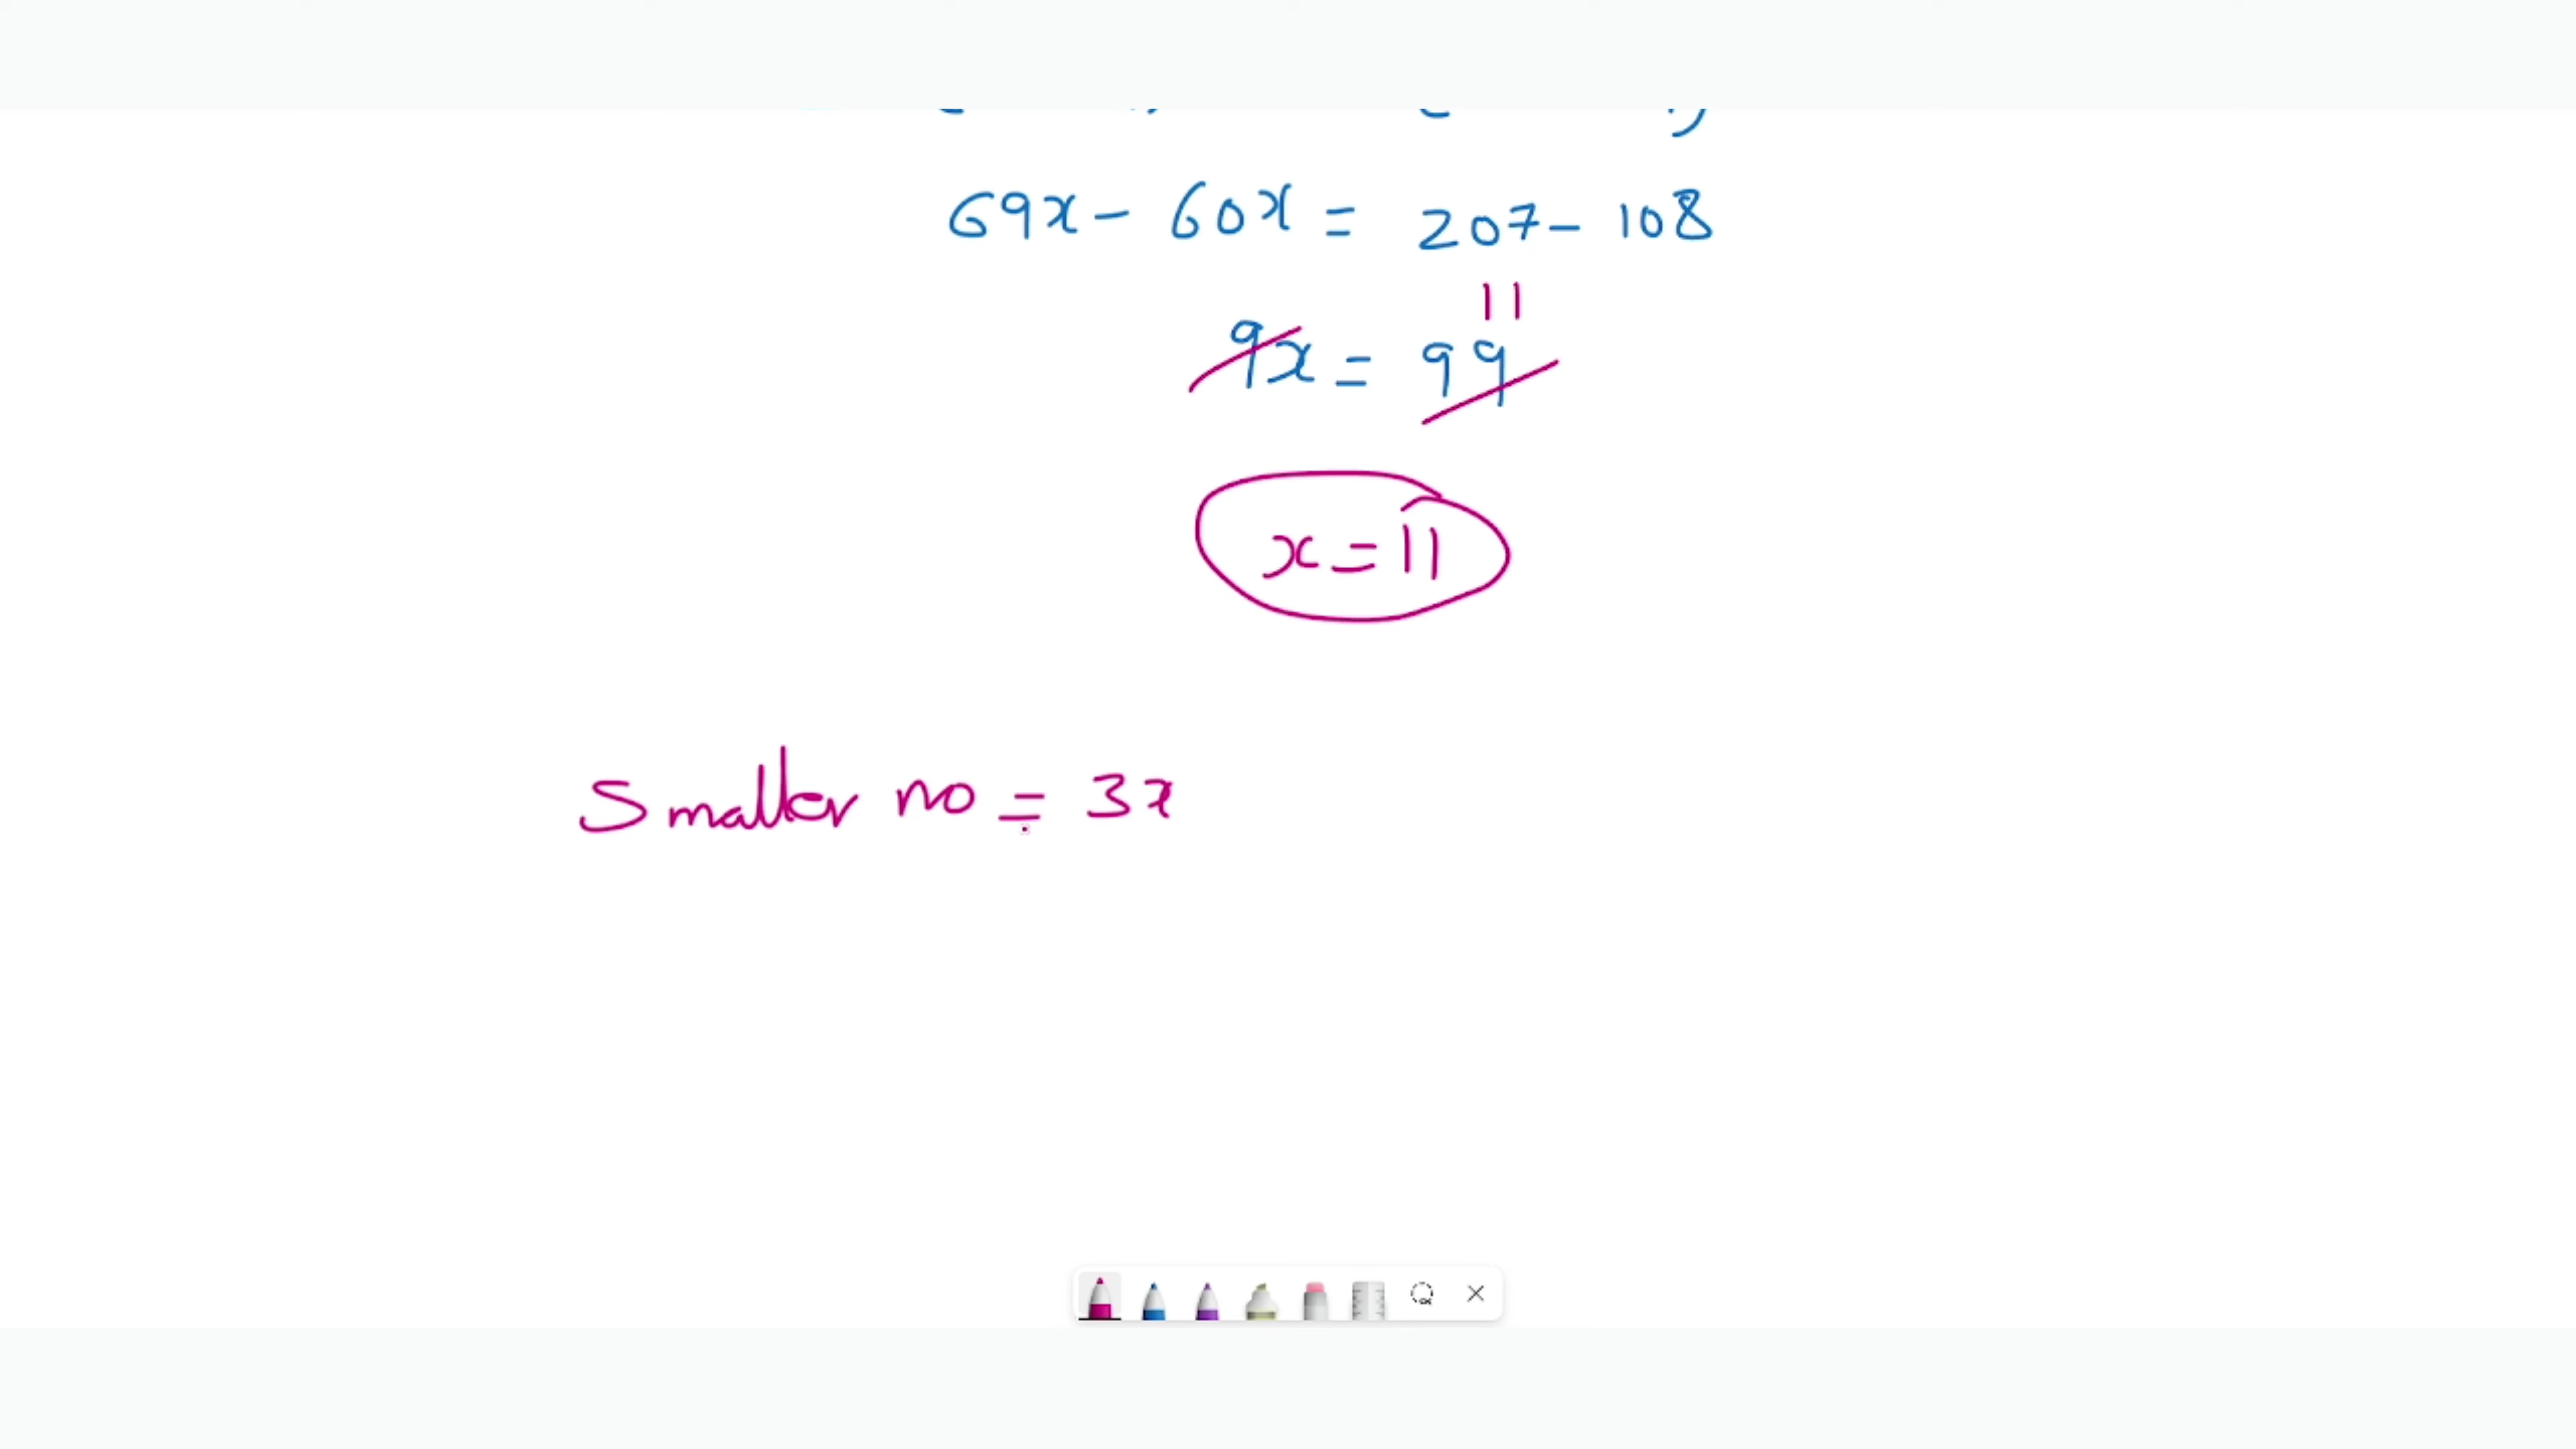 69x - 60x = 207 - 108
11
9x = 99
x = 11
Smaller no = 3x